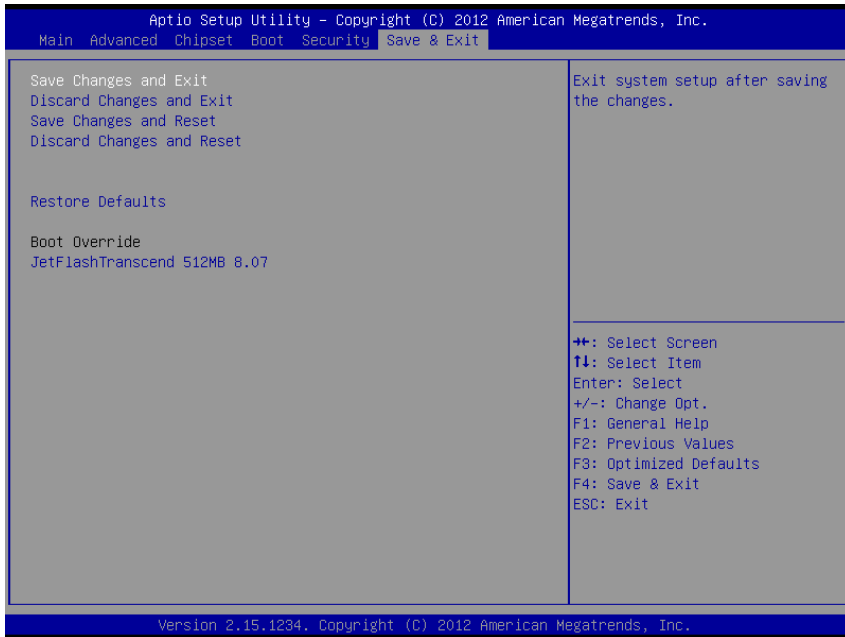 Aptio Setup Utility – Copyright (C) 2012 American Megatrends, Inc.
Main Advanced Chipset Boot Security Save & Exit
Save Changes and Exit
Discard Changes and Exit
Save Changes and Reset
Discard Changes and Reset
Restore Defaults
Boot Override
JetFlashTranscend 512MB 8.07
Exit system setup after saving
the changes.
→←: Select Screen
↑↓: Select Item
Enter: Select
+/-: Change Opt.
F1: General Help
F2: Previous Values
F3: Optimized Defaults
F4: Save & Exit
ESC: Exit
Version 2.15.1234. Copyright (C) 2012 American Megatrends, Inc.